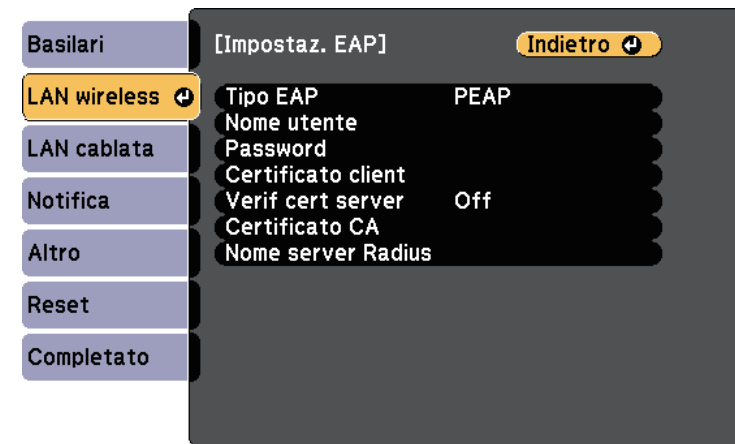 Basilari
LAN wireless
LAN cablata
Notifica
Altro
Reset
Completato
[Impostaz. EAP]
Indietro
Tipo EAP PEAP
Nome utente
Password
Certificato client
Verif cert server Off
Certificato CA
Nome server Radius